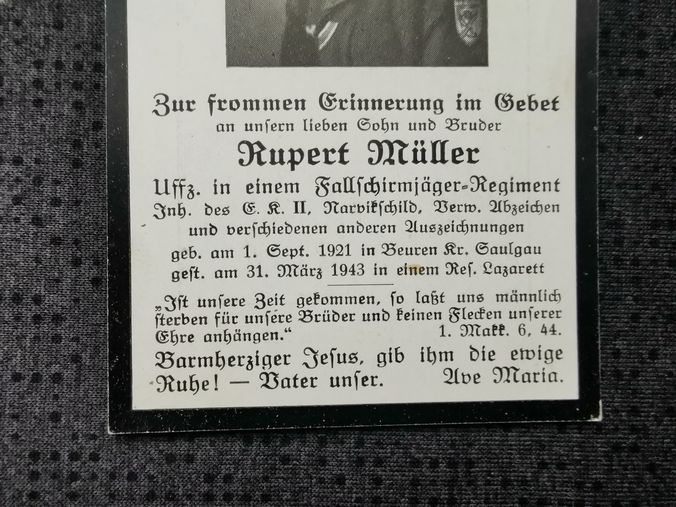 Zur frommen Erinnerung im Gebet
an unsern lieben Sohn und Bruder
Rupert Müller
Uffz. in einem Fallschirmjäger-Regiment
Inh. des E. K. II, Narvikschild, Verw. Abzeichen
und verschiedenen anderen Auszeichnungen
geb. am 1. Sept. 1921 in Beuren Kr. Saulgau
gest. am 31. März 1943 in einem Res. Lazarett
„Ist unsere Zeit gekommen, so laßt uns männlich
sterben für unsere Brüder und keinen Flecken unserer
Ehre anhängen.“ 1. Makk. 6, 44.
Barmherziger Jesus, gib ihm die ewige
Ruhe! — Vater unser. Ave Maria.